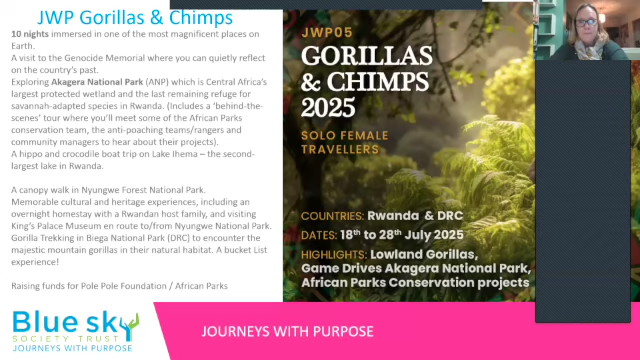 JWP Gorillas & Chimps
10 nights immersed in one of the most magnificent places on
Earth.
A visit to the Genocide Memorial where you can quietly reflect
on the country's past.
Exploring Akagera National Park (ANP) which is Central Africa's
largest protected wetland and the last remaining refuge for
savannah-adapted species in Rwanda. (Includes a 'behind-the-
scenes' tour where you'll meet some of the African Parks
conservation team, the anti-poaching teams/rangers and
community managers to hear about their projects).
A hippo and crocodile boat trip on Lake Ihema – the second-
largest lake in Rwanda.
A canopy walk in Nyungwe Forest National Park.
Memorable cultural and heritage experiences, including an
overnight homestay with a Rwandan host family, and visiting
King's Palace Museum en route to/from Nyungwe National Park.
Gorilla Trekking in Biega National Park (DRC) to encounter the
majestic mountain gorillas in their natural habitat. A bucket List
experience!
Raising funds for Pole Pole Foundation / African Parks
JWP05
GORILLAS
& CHIMPS
2025
SOLO FEMALE
TRAVELLERS
COUNTRIES: Rwanda & DRC
DATES: 18th to 28th July 2025
HIGHLIGHTS: Lowland Gorillas,
Game Drives Akagera National Park,
African Parks Conservation projects
Blue sky
SOCIETY TRUST
JOURNEYS WITH PURPOSE
JOURNEYS WITH PURPOSE